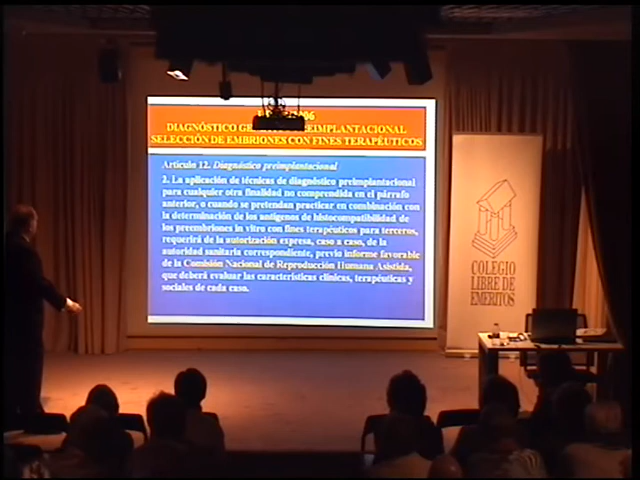 2006
DIAGNÓSTICO PREIMPLANTACIONAL
SELECCIÓN DE EMBRIONES CON FINES TERAPÉUTICOS
Artículo 12. Diagnóstico preimplantacional
2. La aplicación de técnicas de diagnóstico preimplantacional
para cualquier otra finalidad no comprendida en el párrafo
anterior, o cuando se pretendan practicar en combinación con
la determinación de los antígenos de histocompatibilidad de
los preembriones in vitro con fines terapéuticos para terceros,
requerirá de la autorización expresa, caso a caso, de la
autoridad sanitaria correspondiente, previo informe favorable
de la Comisión Nacional de Reproducción Humana Asistida,
que deberá evaluar las características clínicas, terapéuticas y
sociales de cada caso.
COLEGIO
LIBRE DE
EMERITOS